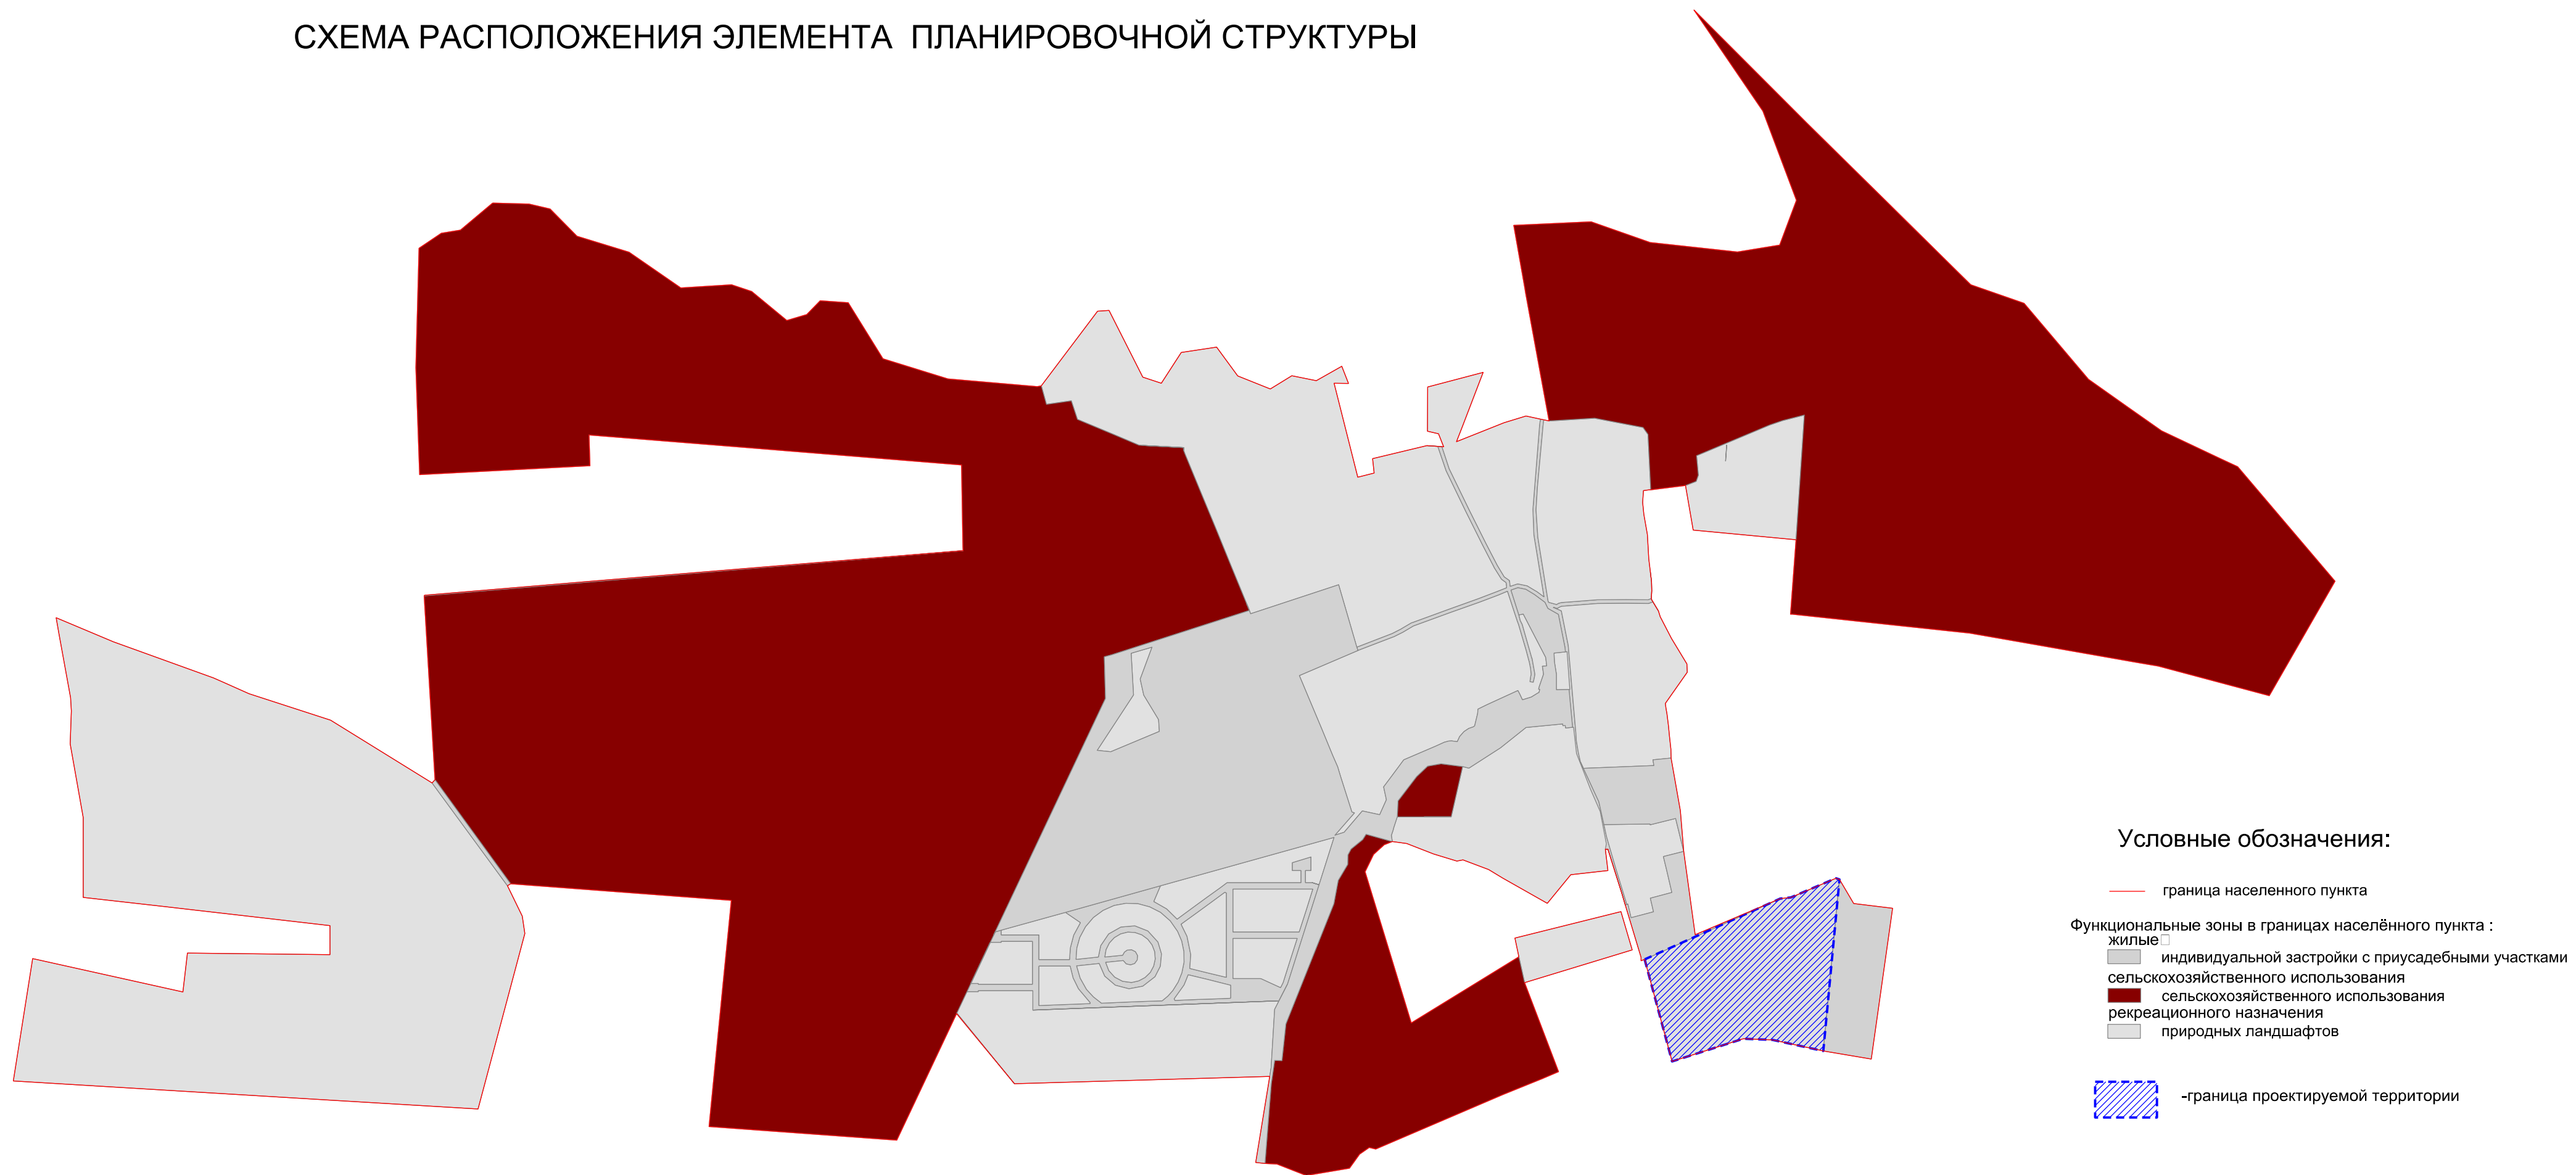 СХЕМА РАСПОЛОЖЕНИЯ ЭЛЕМЕНТА ПЛАНИРОВОЧНОЙ СТРУКТУРЫ
Условные обозначения:
граница населенного пункта
Функциональные зоны в границах населённого пункта :
жилые
индивидуальной застройки с приусадебными участками
сельскохозяйственного использования
сельскохозяйственного использования
рекреационного назначения
природных ландшафтов
-граница проектируемой территории